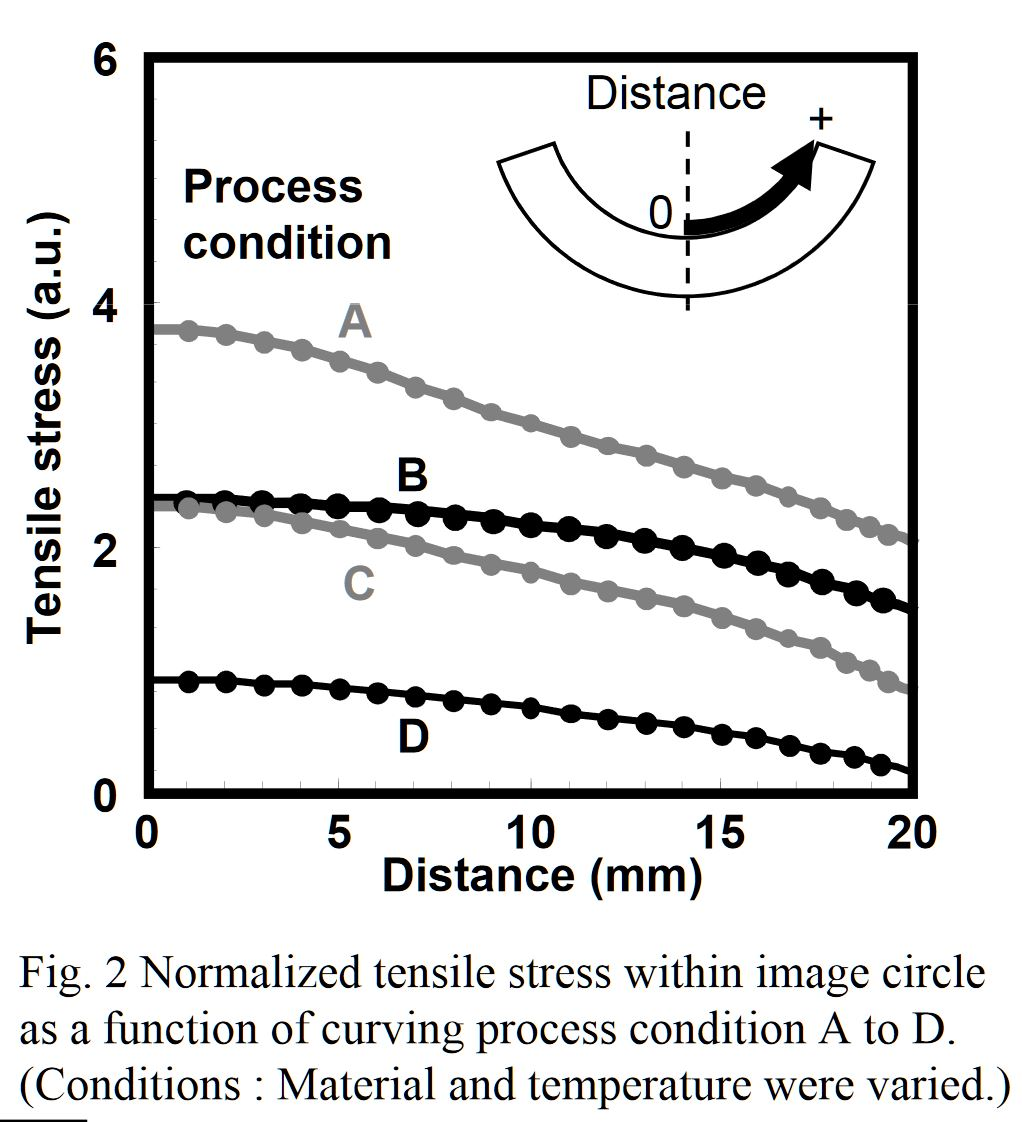 6
Distance
+
Process
condition
0
A
4
Tensile stress (a.u.)
B
2
C
D
0
0 5 10 15 20
Distance (mm)
Fig. 2 Normalized tensile stress within image circle
as a function of curving process condition A to D.
(Conditions : Material and temperature were varied.)